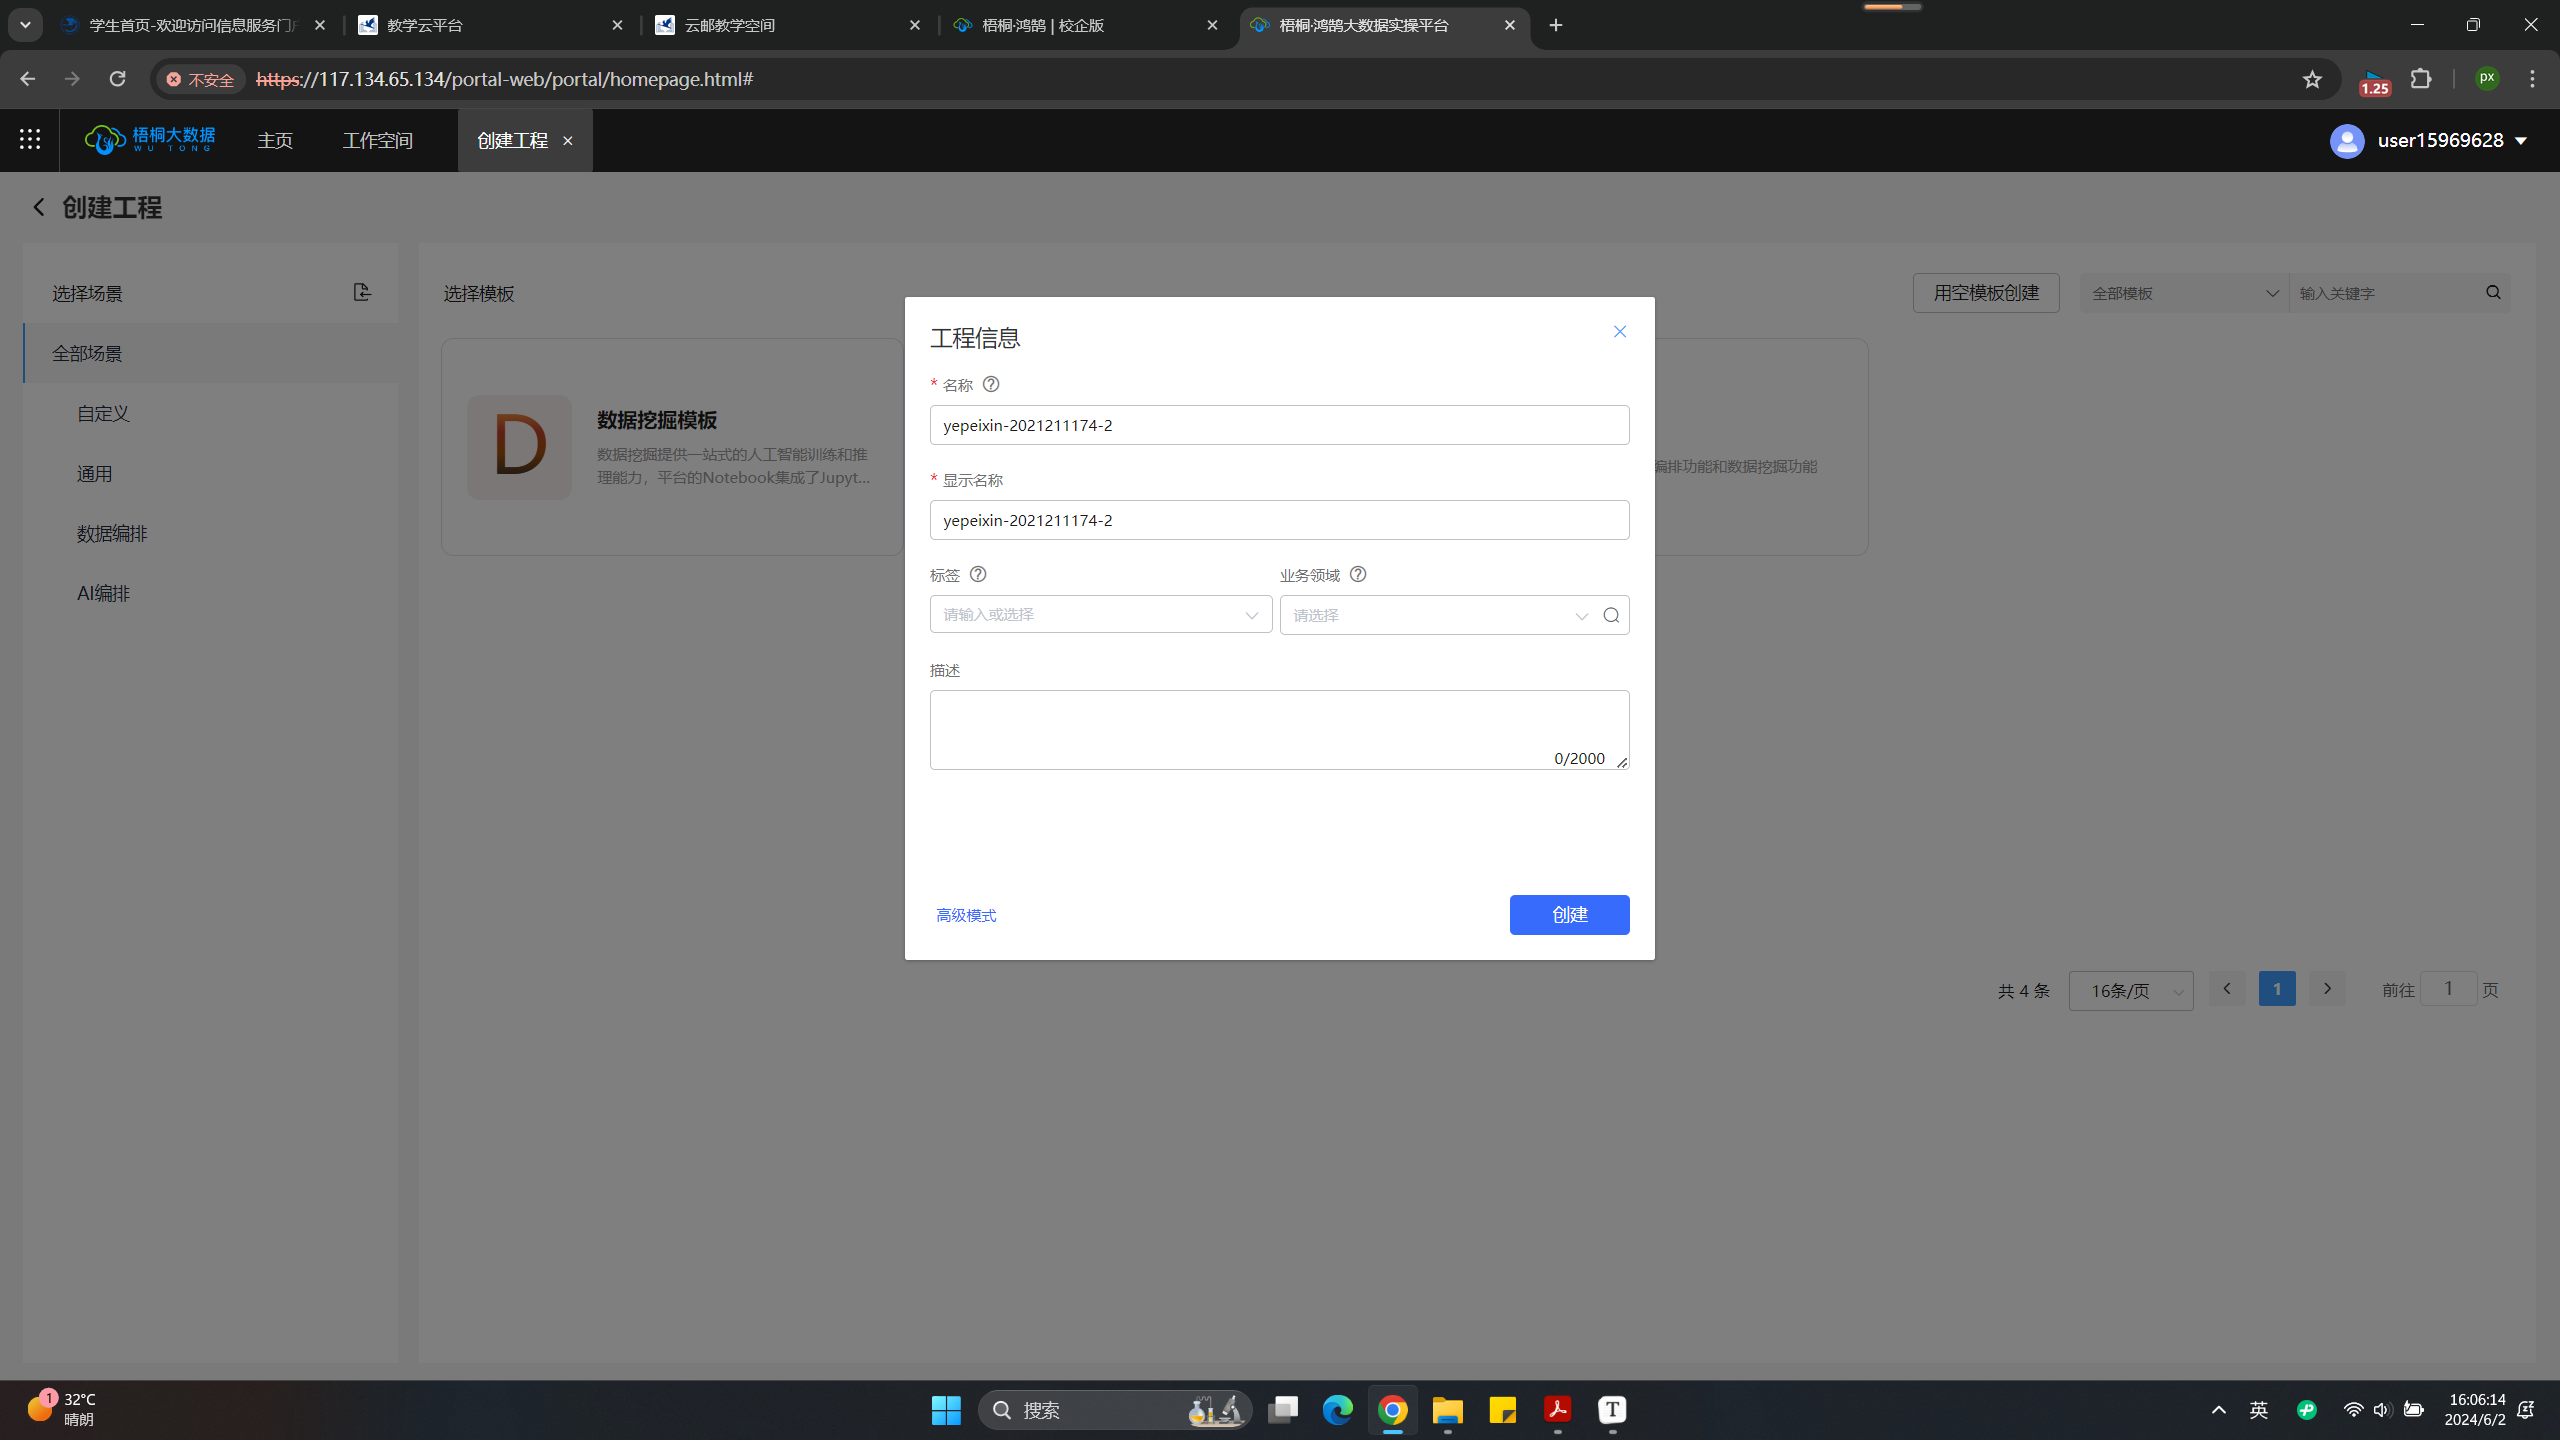 学生首页-欢迎访问信息服务门户
教学云平台
云邮教学空间
梧桐·鸿鹄 | 校企版
梧桐·鸿鹄大数据实操平台
不安全
https://117.134.65.134/portal-web/portal/homepage.html#
1.25
px
梧桐大数据
WU TONG
主页
工作空间
创建工程
user15969628
创建工程
选择场景
全部场景
自定义
通用
数据编排
AI编排
选择模板
用空模板创建
全部模板
输入关键字
D
数据挖掘模板
数据挖掘提供一站式的人工智能训练和推
理能力，平台的Notebook集成了Jupyt...
编排功能和数据挖掘功能
工程信息
* 名称
yepeixin-2021211174-2
* 显示名称
yepeixin-2021211174-2
标签
业务领域
请输入或选择
请选择
描述
0/2000
高级模式
创建
共 4 条
16条/页
1
前往 1 页
1
32°C
晴朗
搜索
英
16:06:14
2024/6/2